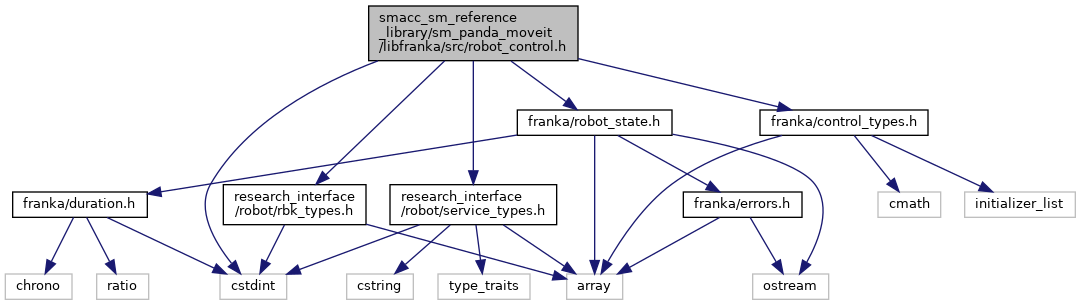 smacc_sm_reference
_library/sm_panda_moveit
/libfranka/src/robot_control.h
franka/robot_state.h
franka/control_types.h
franka/duration.h
research_interface
/robot/rbk_types.h
research_interface
/robot/service_types.h
franka/errors.h
cmath
initializer_list
chrono
ratio
cstdint
cstring
type_traits
array
ostream